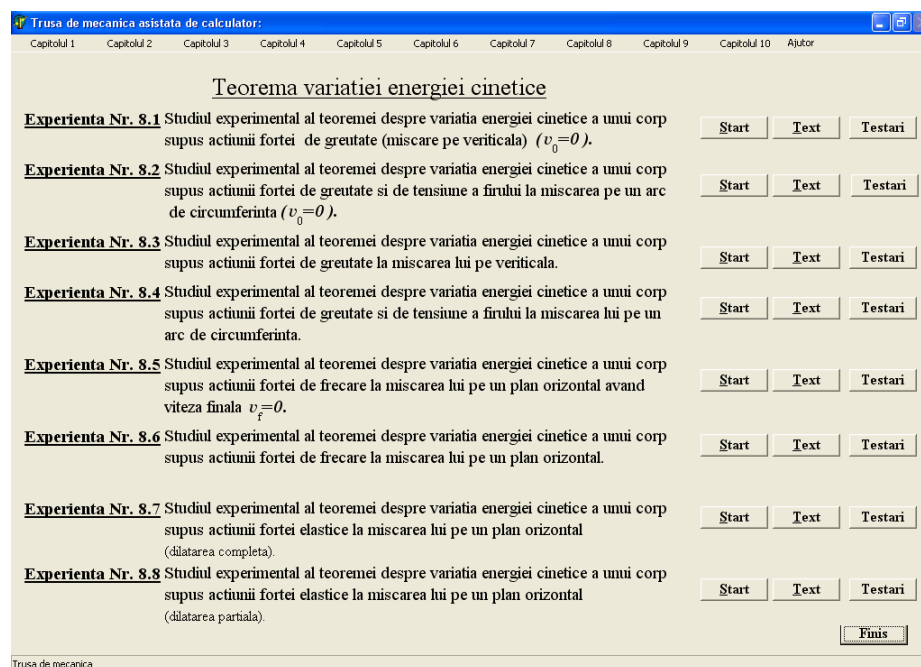 Trusa de mecanica asistata de calculator:
Capitolul 1 Capitolul 2 Capitolul 3 Capitolul 4 Capitolul 5 Capitolul 6 Capitolul 7 Capitolul 8 Capitolul 9 Capitolul 10 Ajutor
Teorema variatiei energiei cinetice
Experienta Nr. 8.1 Studiul experimental al teoremei despre variatia energiei cinetice a unui corp
supus actiunii fortei de greutate (miscare pe veriticala) (v₀=0).
Start Text Testari
Experienta Nr. 8.2 Studiul experimental al teoremei despre variatia energiei cinetice a unui corp
supus actiunii fortei de greutate si de tensiune a firului la miscarea pe un arc
de circumferinta (v₀=0).
Start Text Testari
Experienta Nr. 8.3 Studiul experimental al teoremei despre variatia energiei cinetice a unui corp
supus actiunii fortei de greutate la miscarea lui pe veriticala.
Start Text Testari
Experienta Nr. 8.4 Studiul experimental al teoremei despre variatia energiei cinetice a unui corp
supus actiunii fortei de greutate si de tensiune a firului la miscarea lui pe un
arc de circumferinta.
Start Text Testari
Experienta Nr. 8.5 Studiul experimental al teoremei despre variatia energiei cinetice a unui corp
supus actiunii fortei de frecare la miscarea lui pe un plan orizontal avand
viteza finala v_f=0.
Start Text Testari
Experienta Nr. 8.6 Studiul experimental al teoremei despre variatia energiei cinetice a unui corp
supus actiunii fortei de frecare la miscarea lui pe un plan orizontal.
Start Text Testari
Experienta Nr. 8.7 Studiul experimental al teoremei despre variatia energiei cinetice a unui corp
supus actiunii fortei elastice la miscarea lui pe un plan orizontal
(dilatarea completa).
Start Text Testari
Experienta Nr. 8.8 Studiul experimental al teoremei despre variatia energiei cinetice a unui corp
supus actiunii fortei elastice la miscarea lui pe un plan orizontal
(dilatarea partiala).
Start Text Testari
Finis
Trusa de mecanica